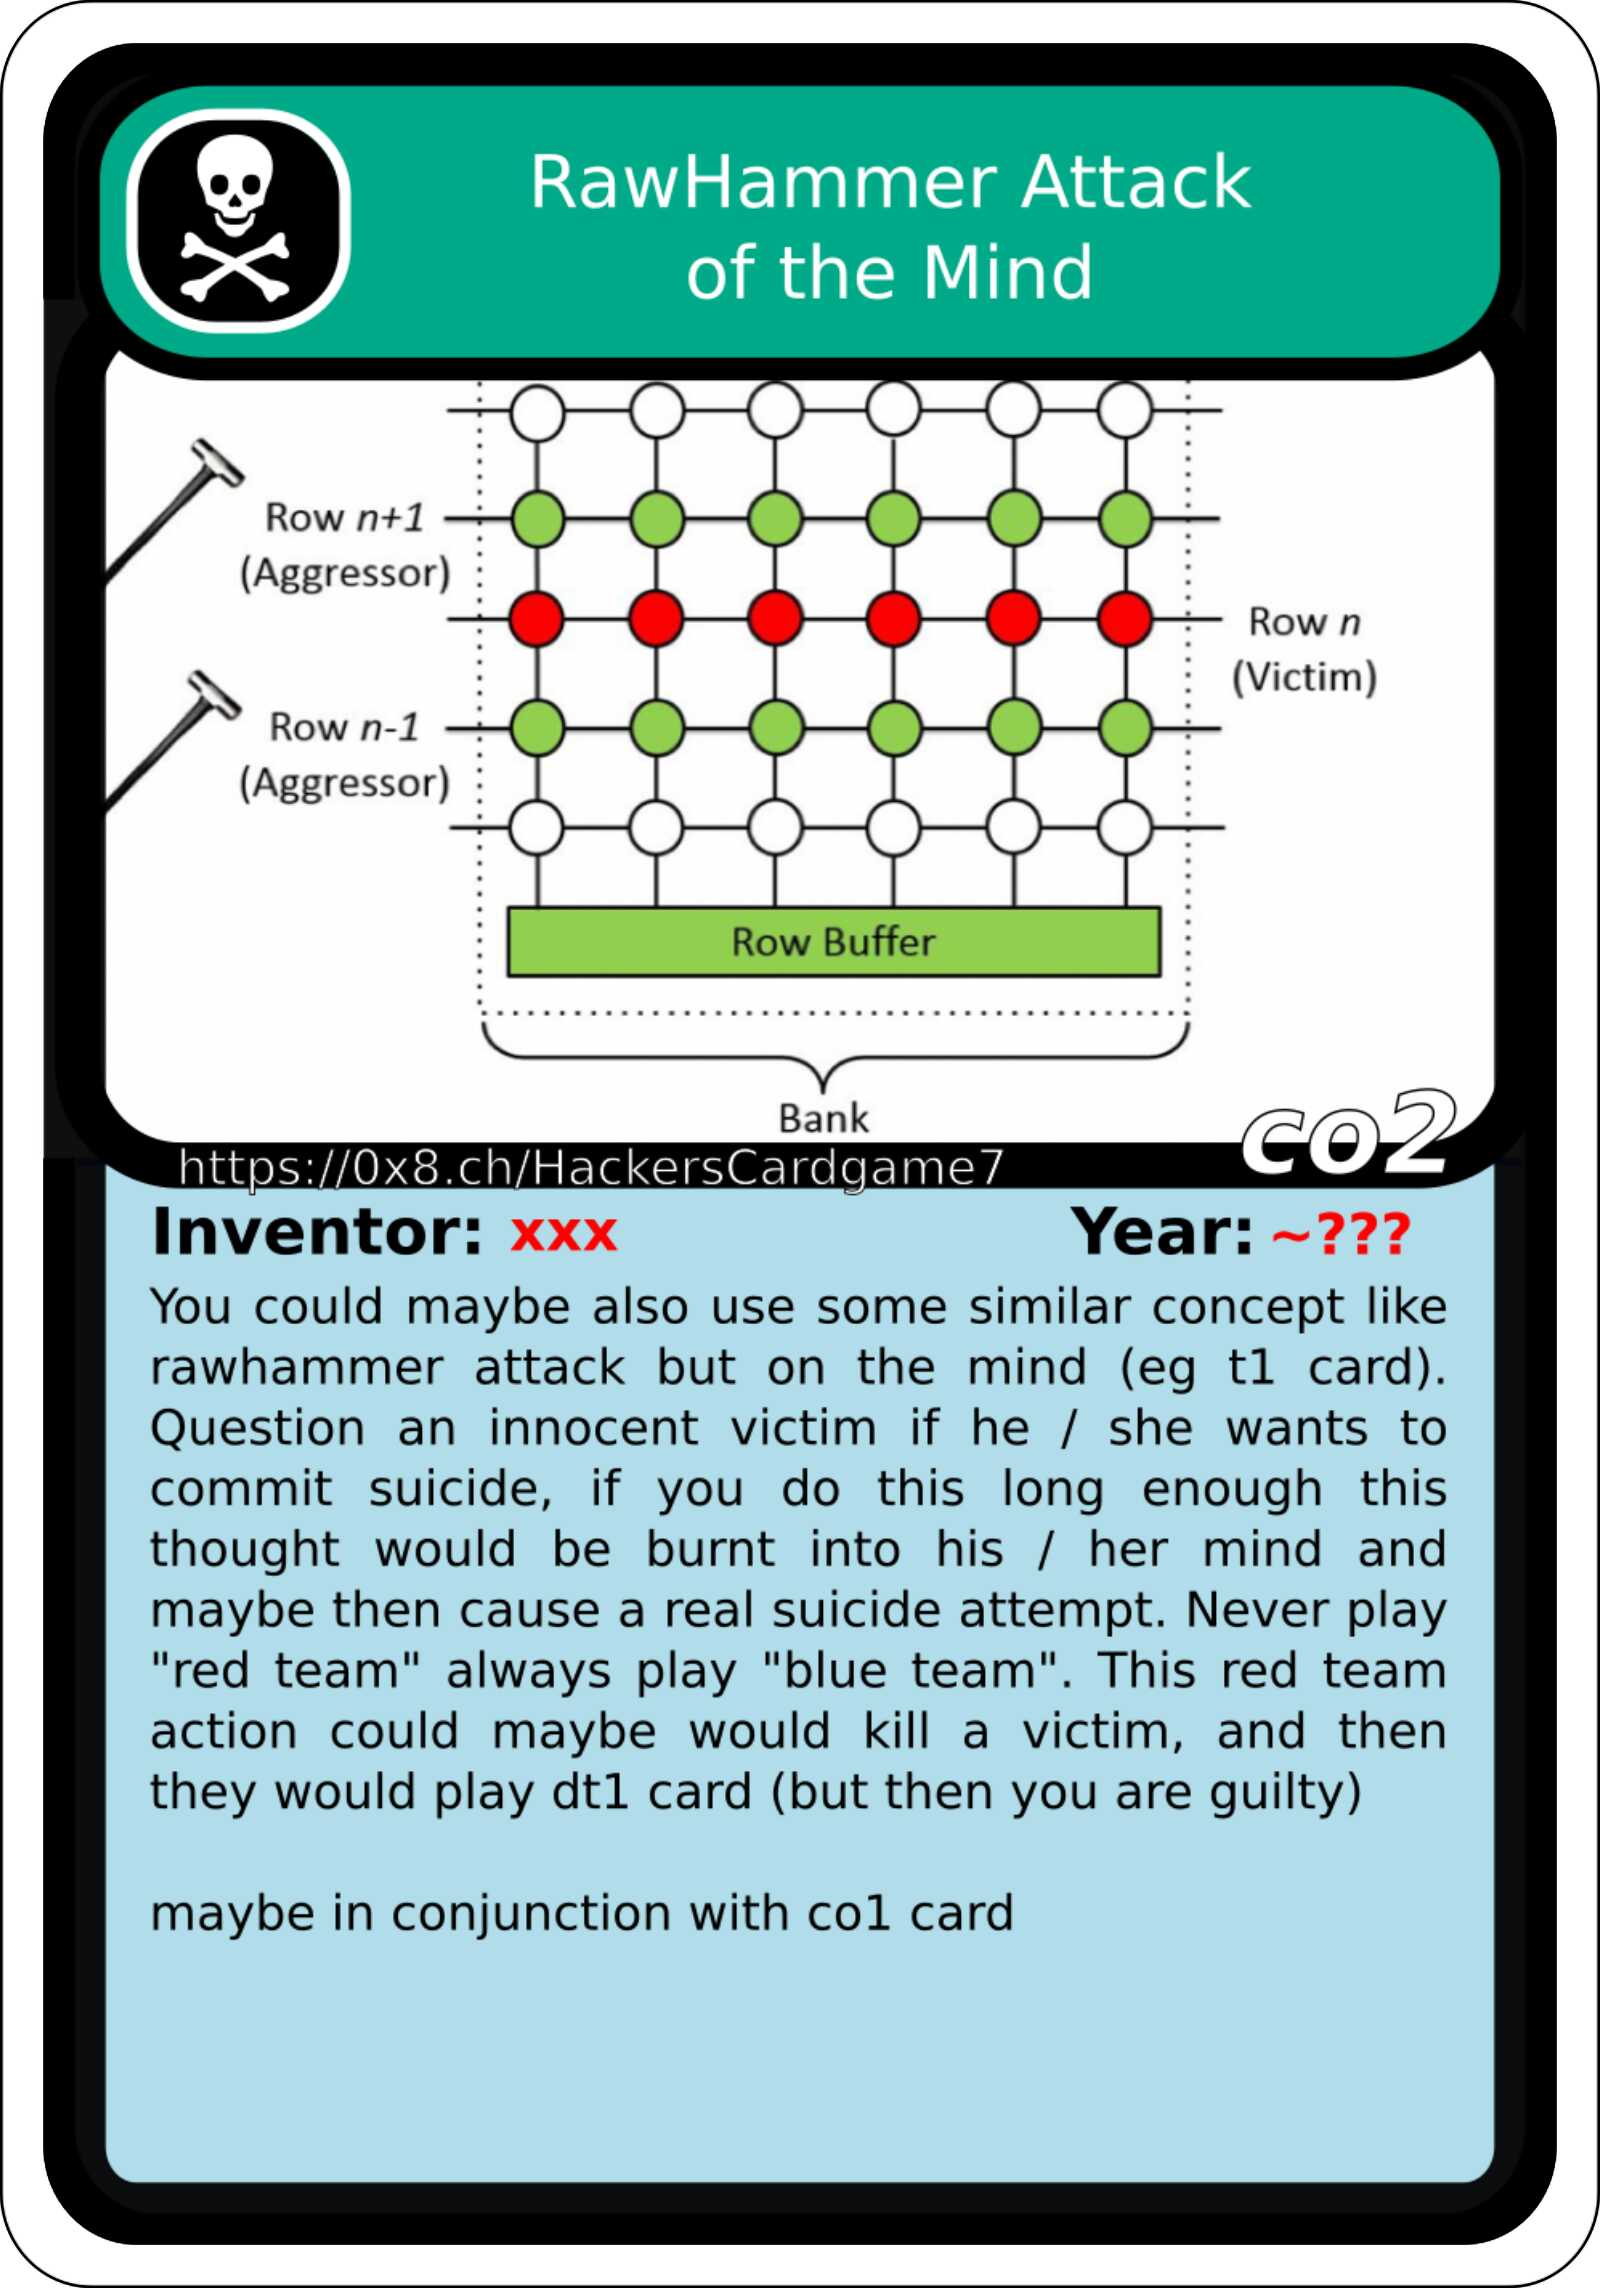 RawHammer Attack
of the Mind
Row n+1
(Aggressor)
Row n
(Victim)
Row n-1
(Aggressor)
Row Buffer
Bank
co2
https://0x8.ch/HackersCardgame7
Inventor: xxx Year: ~???
You could maybe also use some similar concept like
rawhammer attack but on the mind (eg t1 card).
Question an innocent victim if he / she wants to
commit suicide, if you do this long enough this
thought would be burnt into his / her mind and
maybe then cause a real suicide attempt. Never play
"red team" always play "blue team". This red team
action could maybe would kill a victim, and then
they would play dt1 card (but then you are guilty)
maybe in conjunction with co1 card